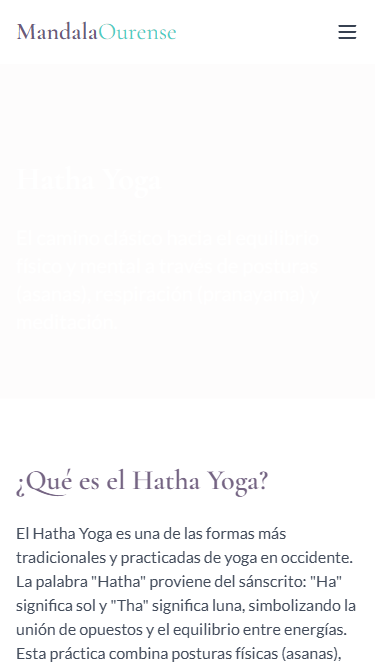 MandalaOurense
Hatha Yoga
El camino clásico hacia el equilibrio
físico y mental a través de posturas
(asanas), respiración (pranayama) y
meditación.
¿Qué es el Hatha Yoga?
El Hatha Yoga es una de las formas más
tradicionales y practicadas de yoga en occidente.
La palabra "Hatha" proviene del sánscrito: "Ha"
significa sol y "Tha" significa luna, simbolizando la
unión de opuestos y el equilibrio entre energías.
Esta práctica combina posturas físicas (asanas),